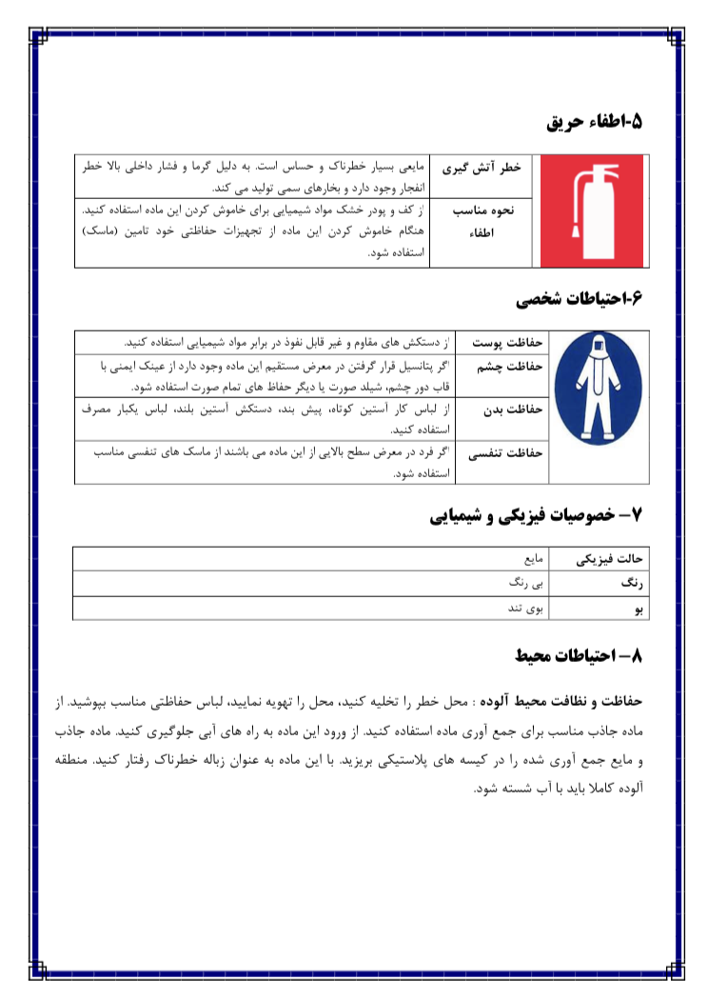 ۵-اطفاء حریق
خطر آتش گیری
مایعی بسیار خطرناک و حساس است. به دلیل گرما و فشار داخلی بالا خطر
انفجار وجود دارد و بخارهای سمی تولید می کند.
نحوه مناسب
اطفاء
از کف و پودر خشک مواد شیمیایی برای خاموش کردن این ماده استفاده کنید.
هنگام خاموش کردن این ماده از تجهیزات حفاظتی خود تامین (ماسک)
استفاده شود.
۶-احتیاطات شخصی
حفاظت پوست
از دستکش های مقاوم و غیر قابل نفوذ در برابر مواد شیمیایی استفاده کنید.
حفاظت چشم
اگر پتانسیل قرار گرفتن در معرض مستقیم این ماده وجود دارد از عینک ایمنی با
قاب دور چشم، شیلد صورت یا دیگر حفاظ های تمام صورت استفاده شود.
حفاظت بدن
از لباس کار آستین کوتاه، پیش بند، دستکش آستین بلند، لباس یکبار مصرف
استفاده کنید.
حفاظت تنفسی
اگر فرد در معرض سطح بالایی از این ماده می باشند از ماسک های تنفسی مناسب
استفاده شود.
۷– خصوصیات فیزیکی و شیمیایی
حالت فیزیکی
مایع
رنگ
بی رنگ
بو
بوی تند
۸– احتیاطات محیط
حفاظت و نظافت محیط آلوده : محل خطر را تخلیه کنید، محل را تهویه نمایید، لباس حفاظتی مناسب بپوشید. از
ماده جاذب مناسب برای جمع آوری ماده استفاده کنید. از ورود این ماده به راه های آبی جلوگیری کنید. ماده جاذب
و مایع جمع آوری شده را در کیسه های پلاستیکی بریزید. با این ماده به عنوان زباله خطرناک رفتار کنید. منطقه
آلوده کاملا باید با آب شسته شود.